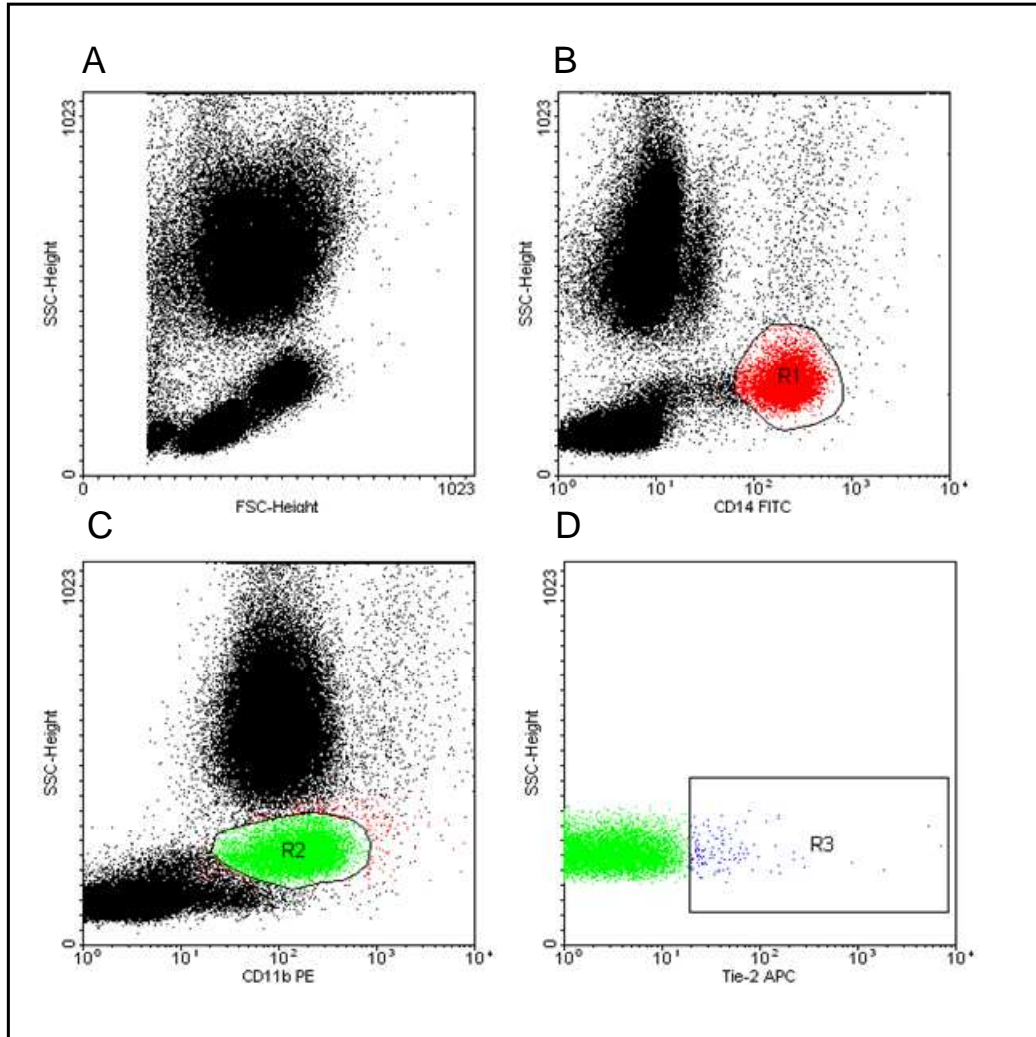 A
B
1023
SSC-Height
0
0
1023
FSC-Height
1023
SSC-Height
0
R1
10⁰
10¹
10²
10³
10⁴
CD14 FITC
C
D
1023
SSC-Height
0
R2
10⁰
10¹
10²
10³
10⁴
CD11b PE
1023
SSC-Height
0
R3
10⁰
10¹
10²
10³
10⁴
Tie-2 APC